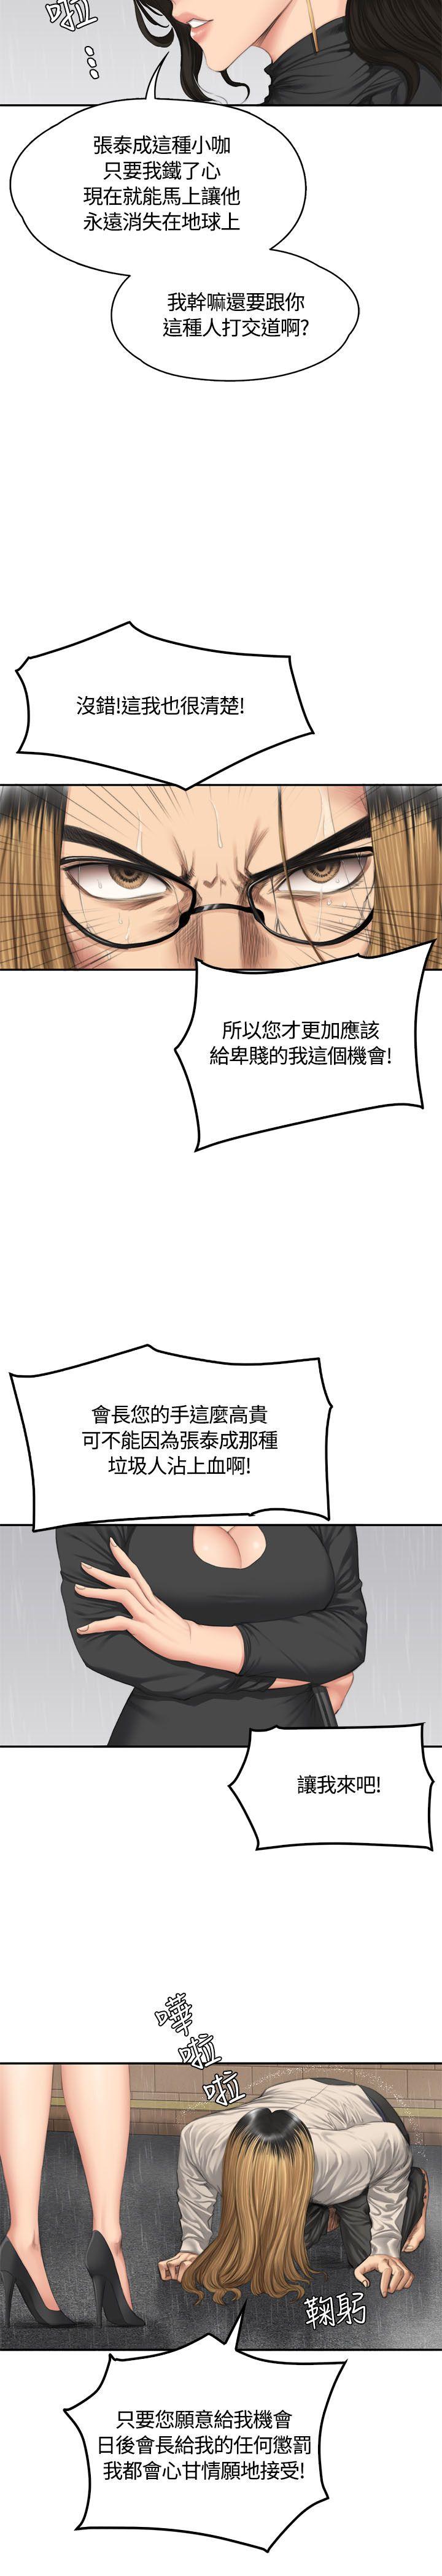 啦
張泰成這種小咖
只要我鐵了心
現在就能馬上讓他
永遠消失在地球上
我幹嘛還要跟你
這種人打交道啊?
沒錯!這我也很清楚!
所以您才更加應該
給卑賤的我這個機會!
會長您的手這麼高貴
可不能因為張泰成那種
垃圾人沾上血啊!
讓我來吧!
嘩
啦
啦
鞠躬
只要您願意給我機會
日後會長給我的任何懲罰
我都會心甘情願地接受!